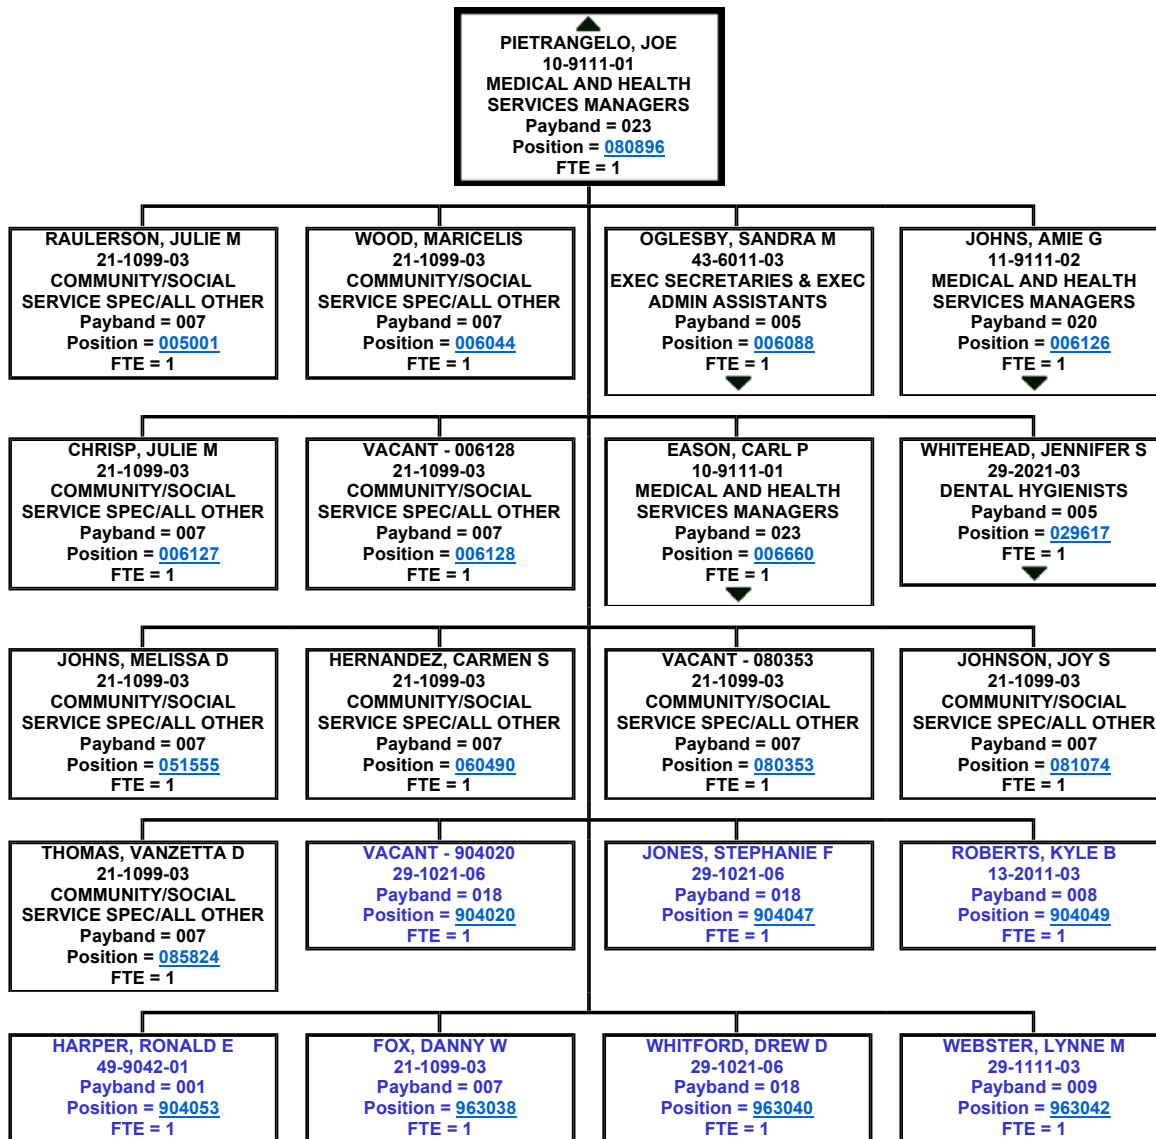 PIETRANGELO, JOE
10-9111-01
MEDICAL AND HEALTH
SERVICES MANAGERS
Payband = 023
Position = 080896
FTE = 1
RAULERSON, JULIE M
21-1099-03
COMMUNITY/SOCIAL
SERVICE SPEC/ALL OTHER
Payband = 007
Position = 005001
FTE = 1
WOOD, MARICELIS
21-1099-03
COMMUNITY/SOCIAL
SERVICE SPEC/ALL OTHER
Payband = 007
Position = 006044
FTE = 1
OGLESBY, SANDRA M
43-6011-03
EXEC SECRETARIES & EXEC
ADMIN ASSISTANTS
Payband = 005
Position = 006088
FTE = 1
JOHNS, AMIE G
11-9111-02
MEDICAL AND HEALTH
SERVICES MANAGERS
Payband = 020
Position = 006126
FTE = 1
CHRISP, JULIE M
21-1099-03
COMMUNITY/SOCIAL
SERVICE SPEC/ALL OTHER
Payband = 007
Position = 006127
FTE = 1
VACANT - 006128
21-1099-03
COMMUNITY/SOCIAL
SERVICE SPEC/ALL OTHER
Payband = 007
Position = 006128
FTE = 1
EASON, CARL P
10-9111-01
MEDICAL AND HEALTH
SERVICES MANAGERS
Payband = 023
Position = 006660
FTE = 1
WHITEHEAD, JENNIFER S
29-2021-03
DENTAL HYGIENISTS
Payband = 005
Position = 029617
FTE = 1
JOHNS, MELISSA D
21-1099-03
COMMUNITY/SOCIAL
SERVICE SPEC/ALL OTHER
Payband = 007
Position = 051555
FTE = 1
HERNANDEZ, CARMEN S
21-1099-03
COMMUNITY/SOCIAL
SERVICE SPEC/ALL OTHER
Payband = 007
Position = 060490
FTE = 1
VACANT - 080353
21-1099-03
COMMUNITY/SOCIAL
SERVICE SPEC/ALL OTHER
Payband = 007
Position = 080353
FTE = 1
JOHNSON, JOY S
21-1099-03
COMMUNITY/SOCIAL
SERVICE SPEC/ALL OTHER
Payband = 007
Position = 081074
FTE = 1
THOMAS, VANZETTA D
21-1099-03
COMMUNITY/SOCIAL
SERVICE SPEC/ALL OTHER
Payband = 007
Position = 085824
FTE = 1
VACANT - 904020
29-1021-06
Payband = 018
Position = 904020
FTE = 1
JONES, STEPHANIE F
29-1021-06
Payband = 018
Position = 904047
FTE = 1
ROBERTS, KYLE B
13-2011-03
Payband = 008
Position = 904049
FTE = 1
HARPER, RONALD E
49-9042-01
Payband = 001
Position = 904053
FTE = 1
FOX, DANNY W
21-1099-03
Payband = 007
Position = 963038
FTE = 1
WHITFORD, DREW D
29-1021-06
Payband = 018
Position = 963040
FTE = 1
WEBSTER, LYNNE M
29-1111-03
Payband = 009
Position = 963042
FTE = 1